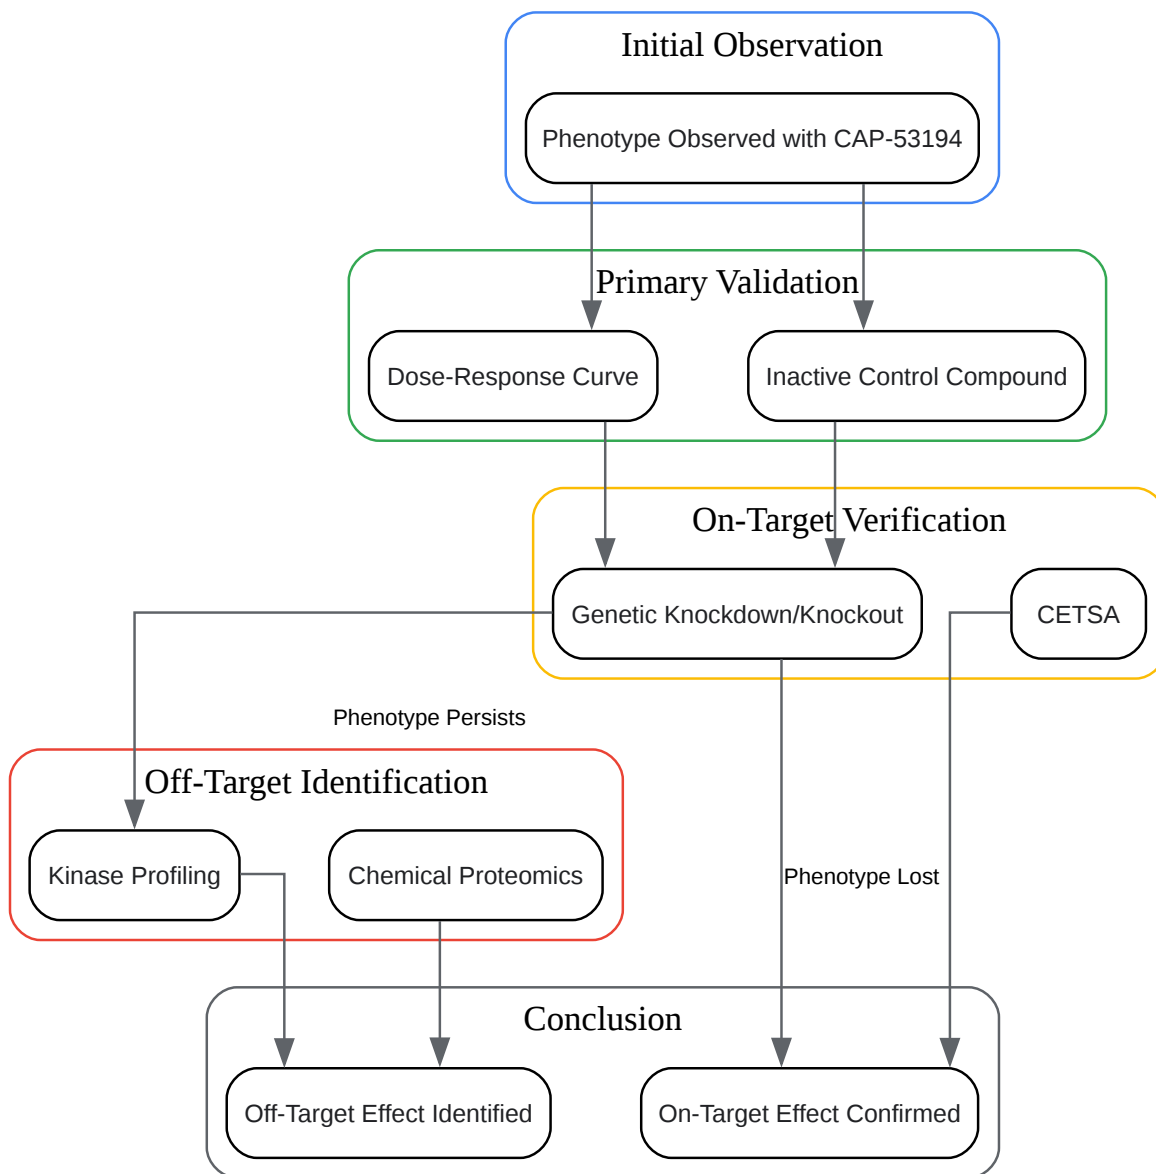 Initial Observation
Phenotype Observed with CAP-53194
Primary Validation
Dose-Response Curve
Inactive Control Compound
On-Target Verification
Genetic Knockdown/Knockout
CETSA
Phenotype Persists
Off-Target Identification
Kinase Profiling
Chemical Proteomics
Phenotype Lost
Conclusion
Off-Target Effect Identified
On-Target Effect Confirmed